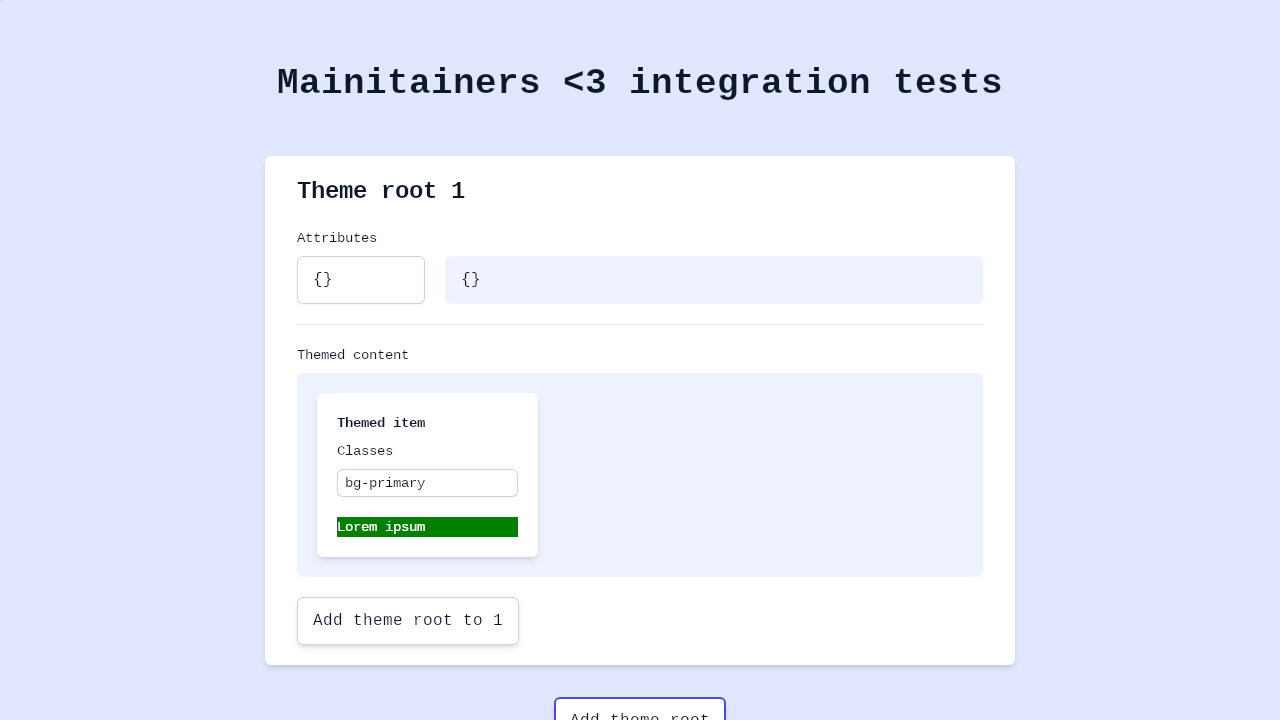 Mainitainers <3 integration tests
Theme root 1
Attributes
{} {}
Themed content
Themed item
Classes
bg-primary
Lorem ipsum
Add theme root to 1
Add theme root